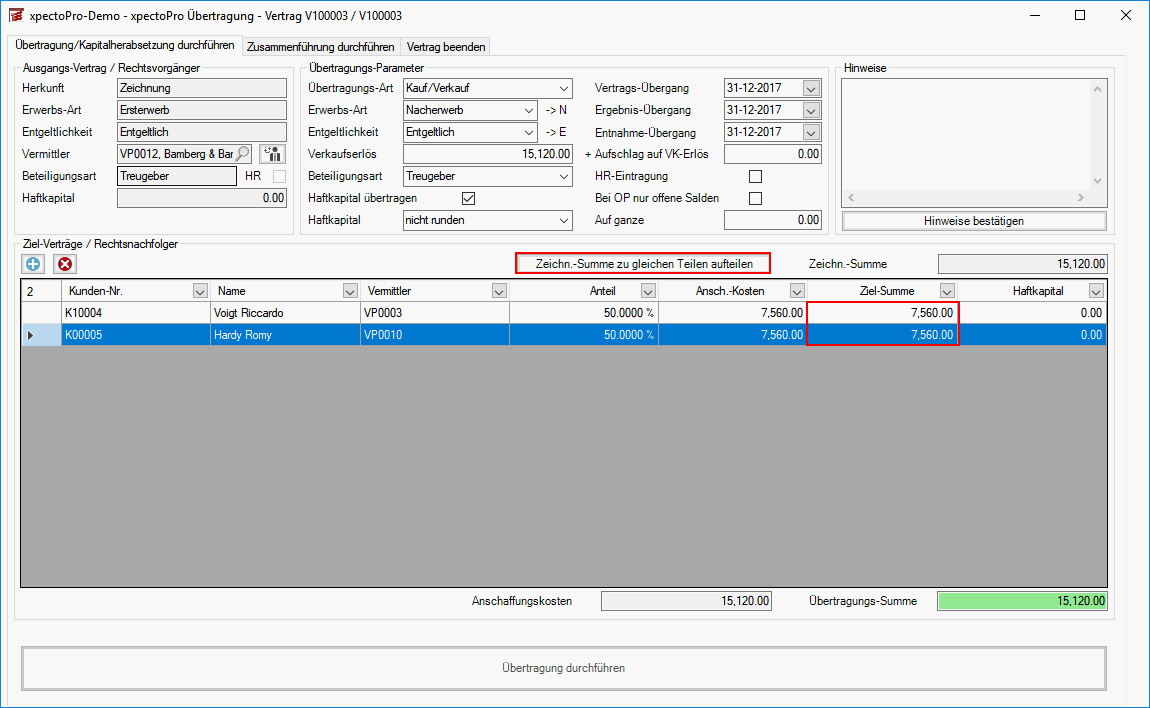 xpectoPro-Demo - xpectoPro Übertragung - Vertrag V100003 / V100003
Übertragung/Kapitalherabsetzung durchführen Zusammenführung durchführen Vertrag beenden
Ausgangs-Vertrag / Rechtsvorgänger
Herkunft Zeichnung
Erwerbs-Art Ersterwerb
Entgeltlichkeit Entgeltlich
Vermittler VP0012, Bamberg & Bar
Beteiligungsart Treugeber HR
Haftkapital 0.00
Übertragungs-Parameter
Übertragungs-Art Kauf/Verkauf Vertrags-Übergang 31-12-2017
Erwerbs-Art Nacherwerb -> N Ergebnis-Übergang 31-12-2017
Entgeltlichkeit Entgeltlich -> E Entnahme-Übergang 31-12-2017
Verkaufserlös 15,120.00 + Aufschlag auf VK-Erlös 0.00
Beteiligungsart Treugeber HR-Eintragung
Haftkapital übertragen Bei OP nur offene Salden
Haftkapital nicht runden Auf ganze 0.00
Hinweise
Hinweise bestätigen
Ziel-Verträge / Rechtsnachfolger
Zeichn.-Summe zu gleichen Teilen aufteilen Zeichn.-Summe 15,120.00
2 Kunden-Nr. Name Vermittler Anteil Ansch.-Kosten Ziel-Summe Haftkapital
K10004 Voigt Riccardo VP0003 50.0000 % 7,560.00 7,560.00 0.00
K00005 Hardy Romy VP0010 50.0000 % 7,560.00 7,560.00 0.00
Anschaffungskosten 15,120.00 Übertragungs-Summe 15,120.00
Übertragung durchführen